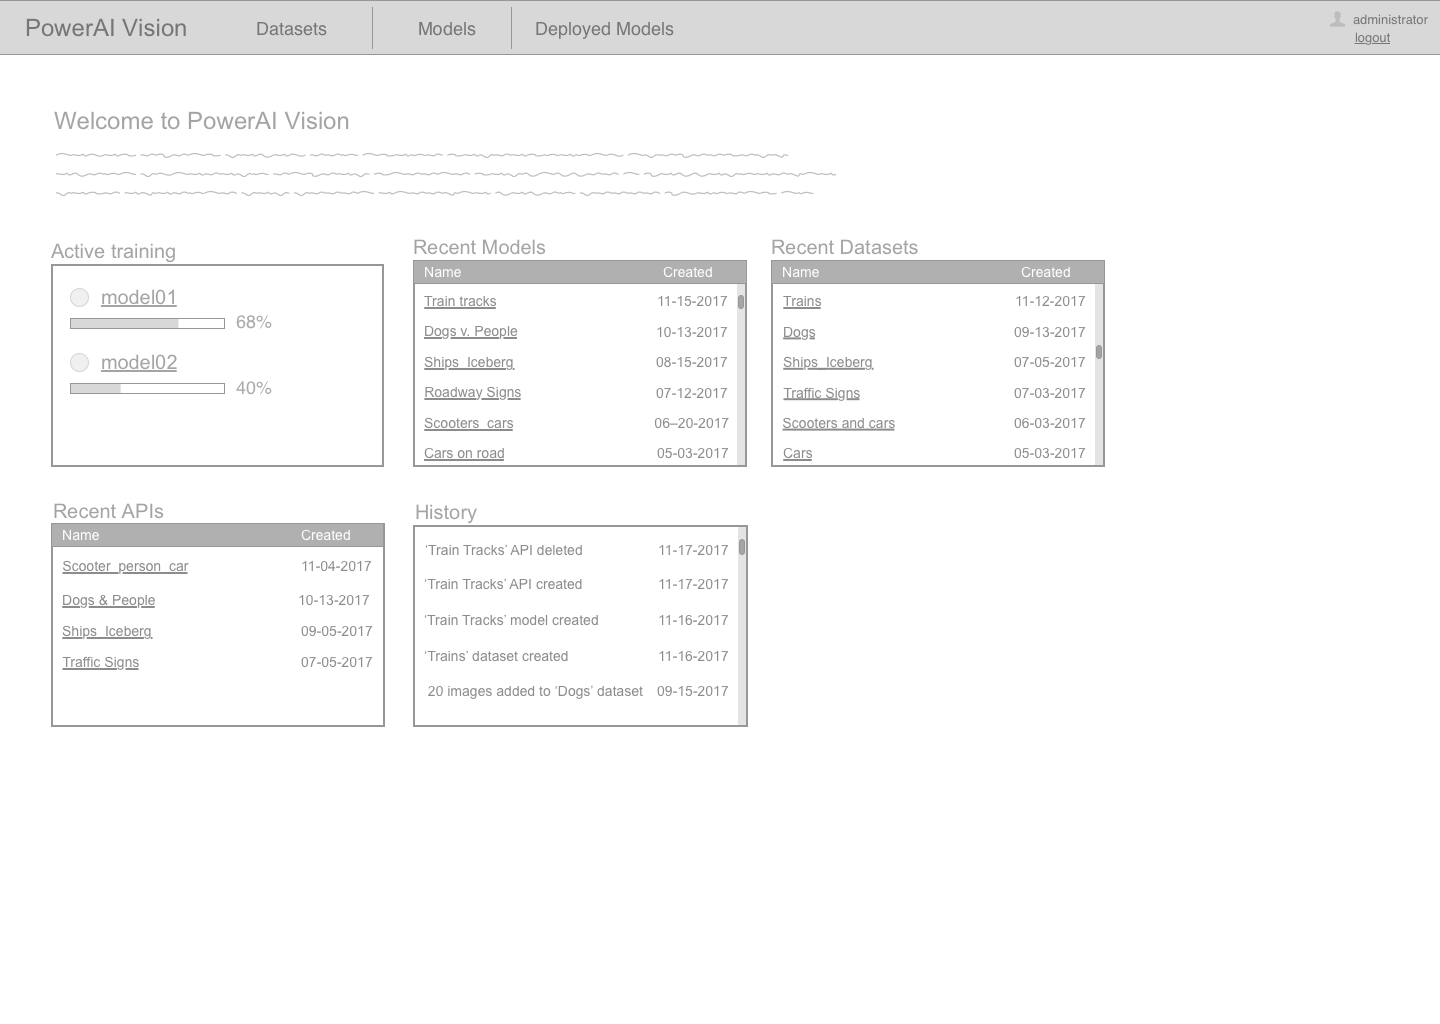 PowerAI Vision
Datasets
Models
Deployed Models
administrator
logout
Welcome to PowerAI Vision
Active training
model01
68%
model02
40%
Recent Models
Name Created
Train tracks 11-15-2017
Dogs v. People 10-13-2017
Ships_Iceberg 08-15-2017
Roadway Signs 07-12-2017
Scooters_cars 06–20-2017
Cars on road 05-03-2017
Recent Datasets
Name Created
Trains 11-12-2017
Dogs 09-13-2017
Ships_Iceberg 07-05-2017
Traffic Signs 07-03-2017
Scooters and cars 06-03-2017
Cars 05-03-2017
Recent APIs
Name Created
Scooter_person_car 11-04-2017
Dogs & People 10-13-2017
Ships_Iceberg 09-05-2017
Traffic Signs 07-05-2017
History
‘Train Tracks’ API deleted 11-17-2017
‘Train Tracks’ API created 11-17-2017
‘Train Tracks’ model created 11-16-2017
‘Trains’ dataset created 11-16-2017
20 images added to ‘Dogs’ dataset 09-15-2017